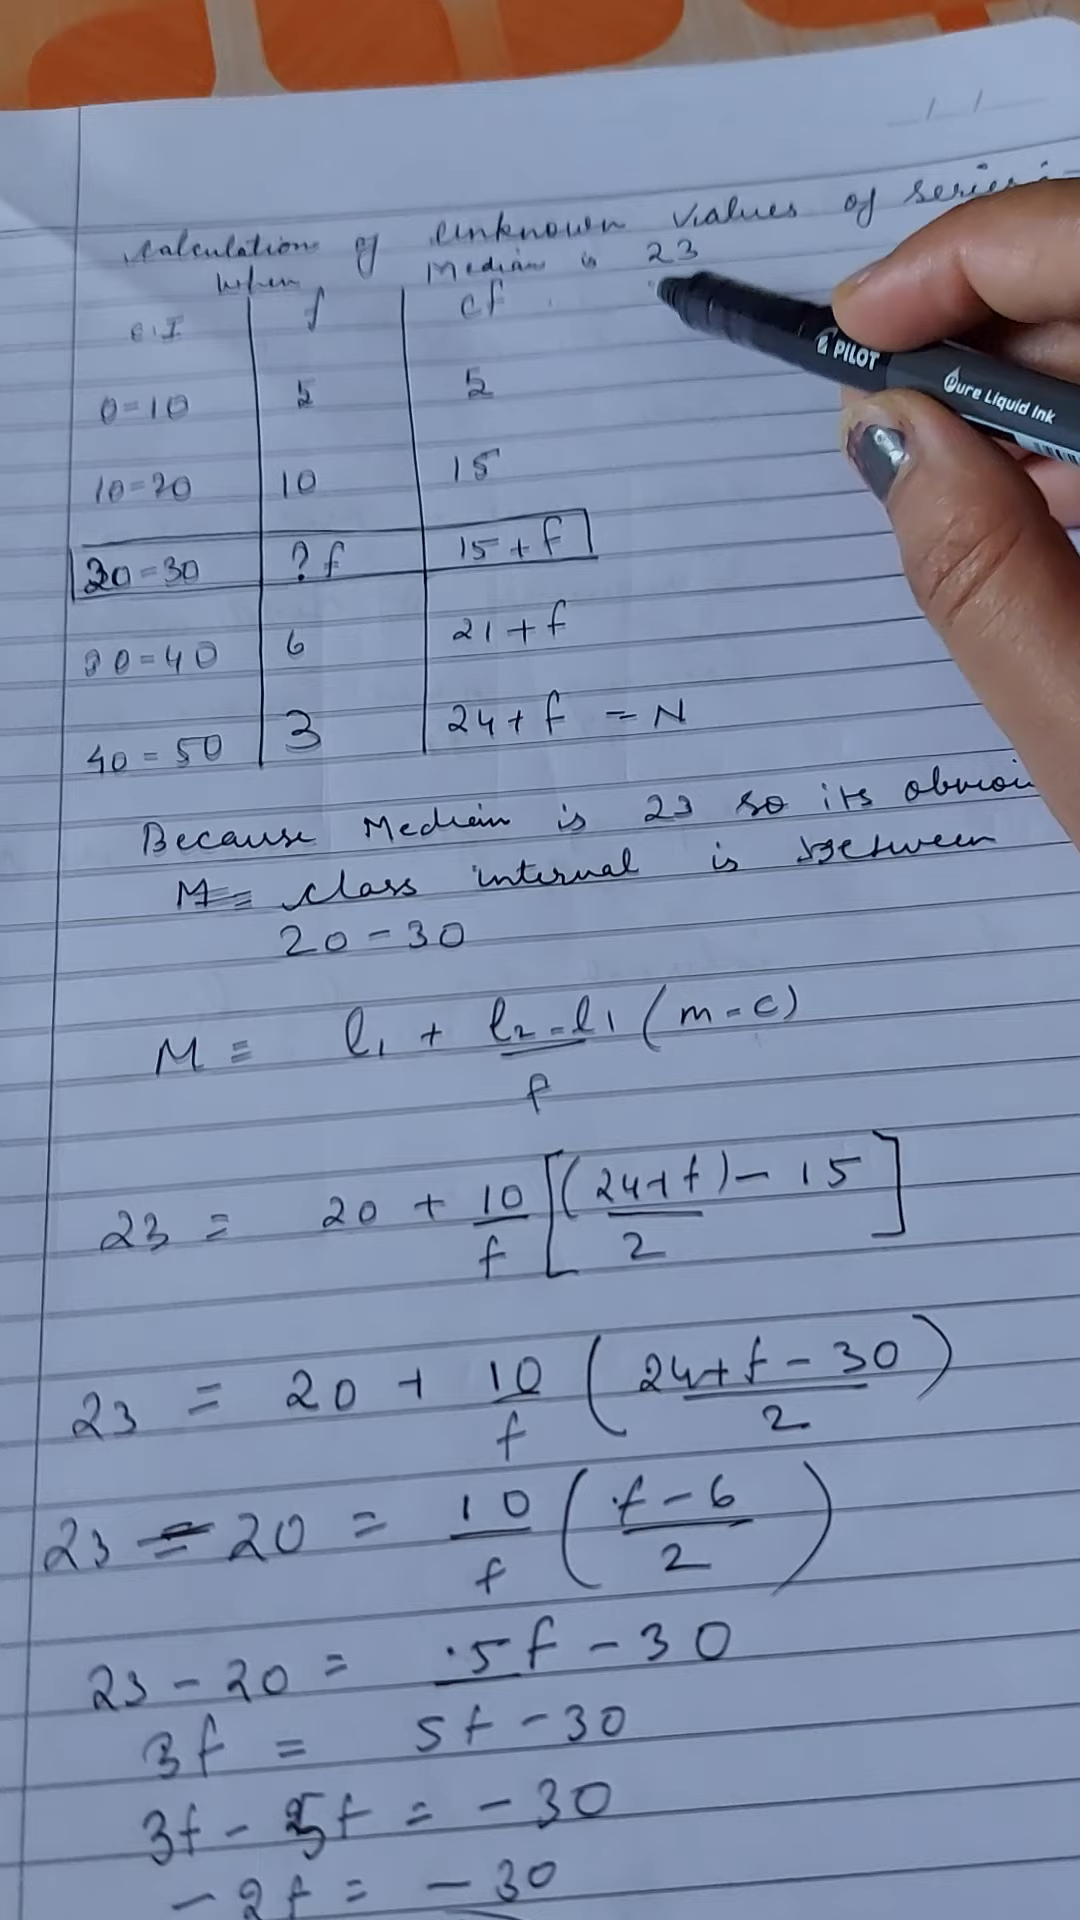 Calculation of unknown values of series:-
when Median is 23
C.I f cf
0-10 5 5
10-20 10 15
20-30 ? f 15 + f
30-40 6 21 + f
40-50 3 24 + f = N
Because Median is 23 so its obvious
M = class interval is between
20-30
M = l₁ + l₂-l₁ (m-c)
f
23 = 20 + 10 [(24+f) - 15]
f 2
23 = 20 + 10 (24+f-30)
f 2
23 - 20 = 10 (f-6)
f 2
23-20 = 5f-30
3f = 5f-30
3f-5f = -30
-2f = -30
PILOT
Pure Liquid Ink